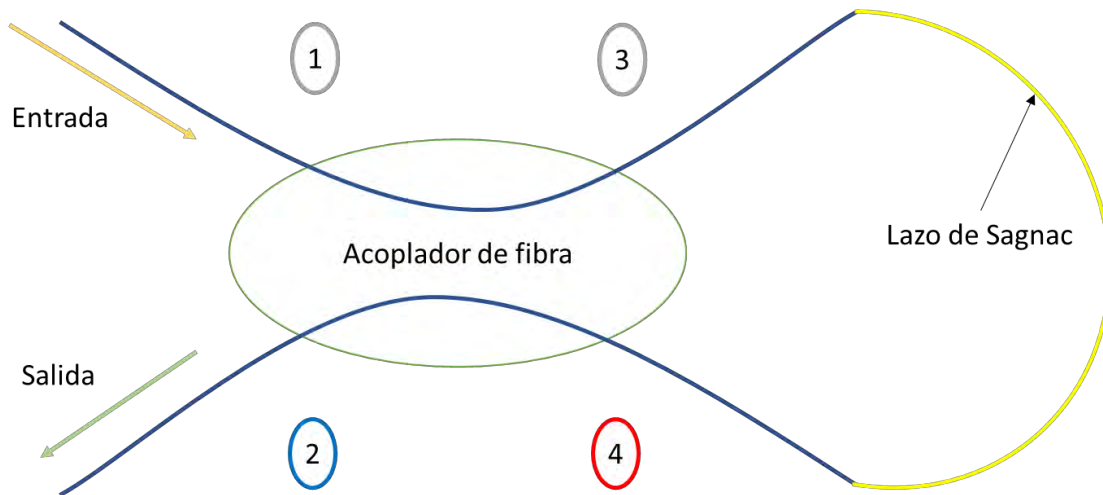 1
3
Entrada
Acoplador de fibra
Lazo de Sagnac
Salida
2
4